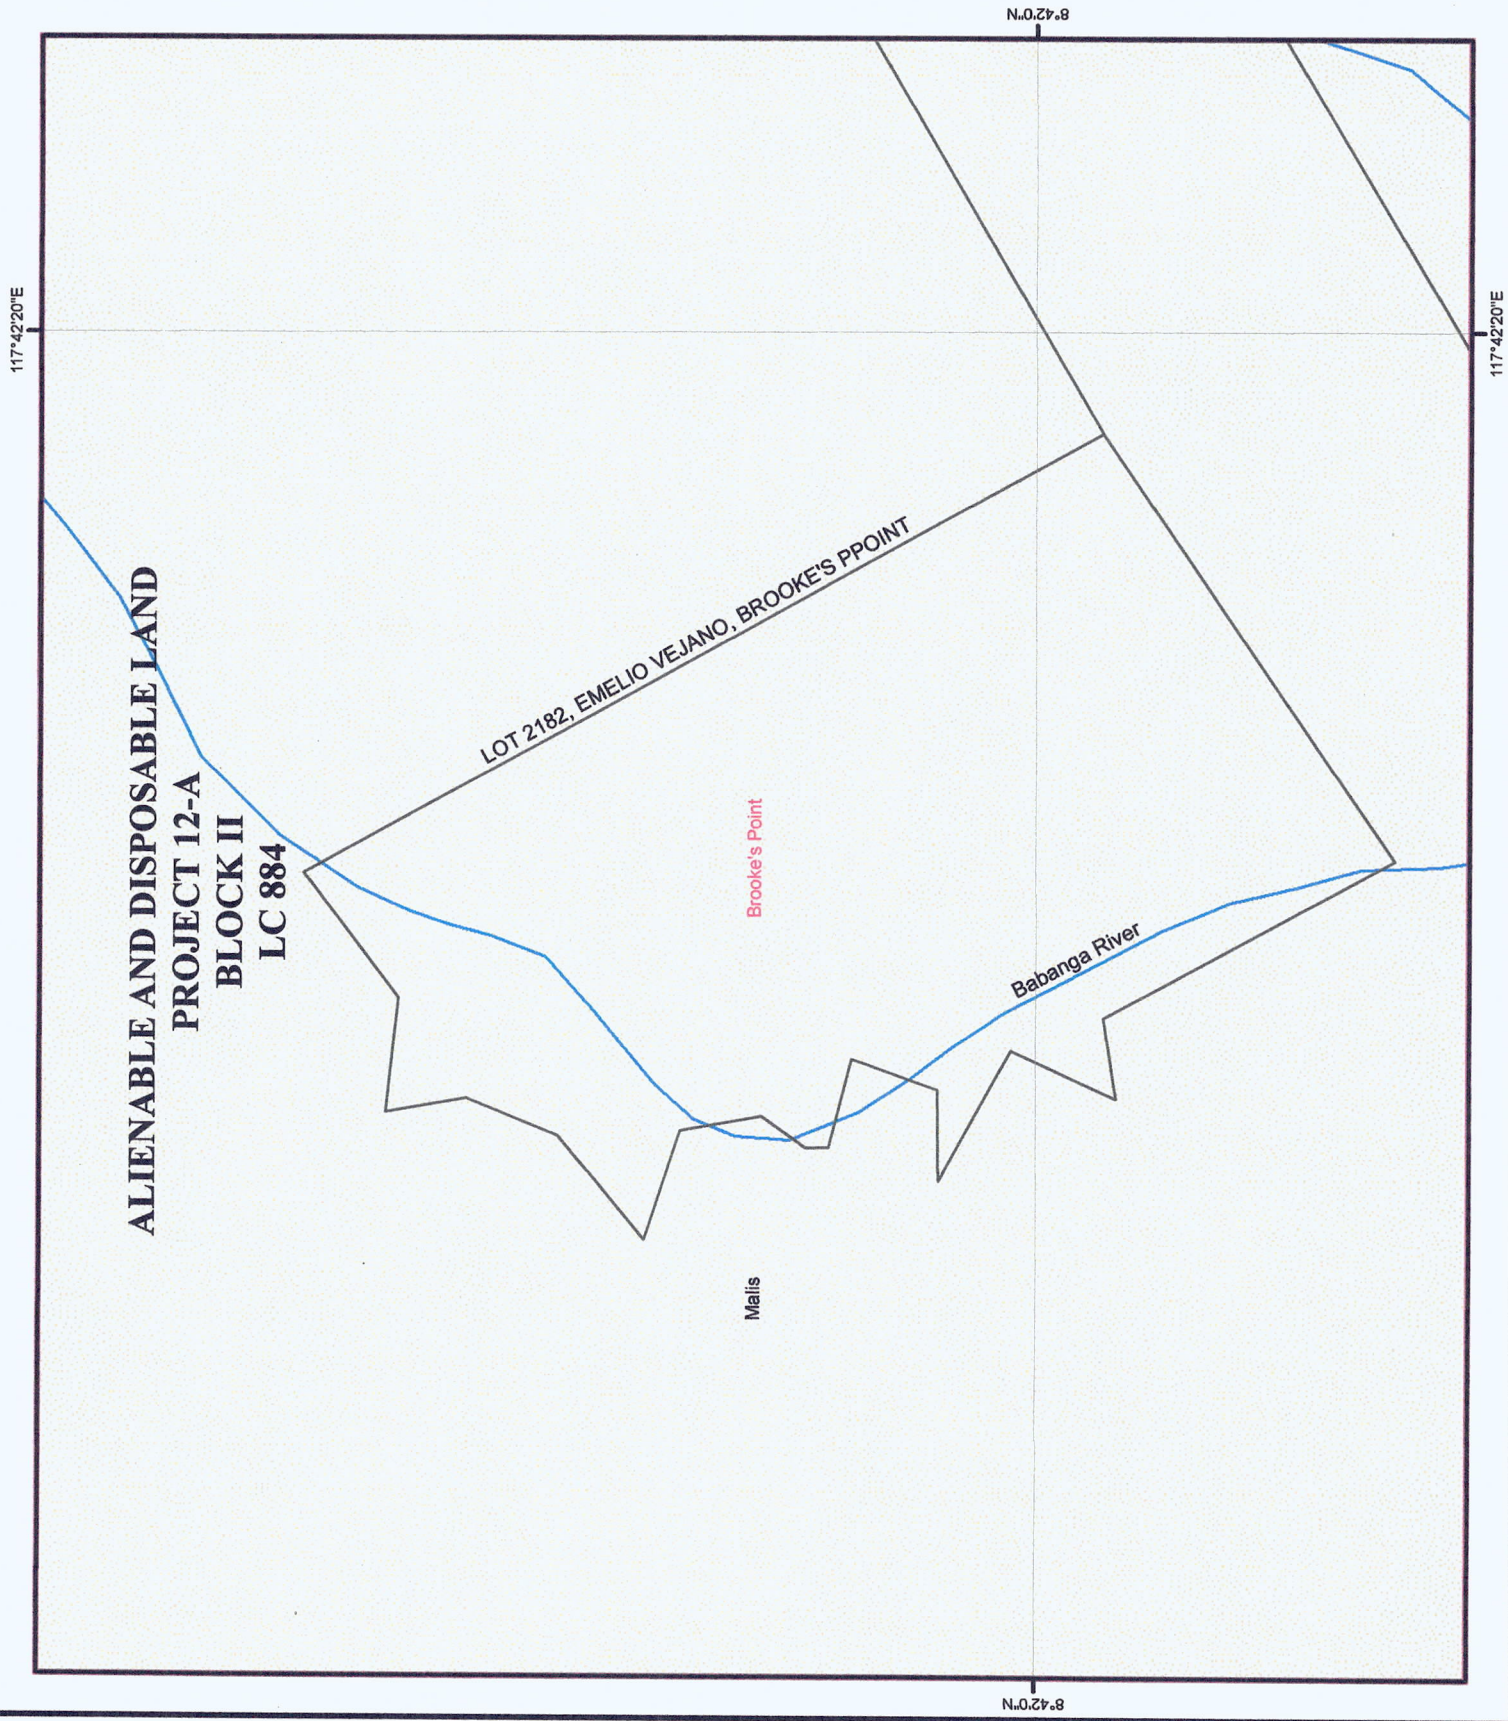 8°42'0"N
117°42'20"E
117°42'20"E
ALIENABLE AND DISPOSABLE LAND
PROJECT 12-A
BLOCK II
LC 884
LOT 2182, EMELIO VEJANO, BROOKE'S PPOINT
Brooke's Point
Babanga River
Malis
8°42'0"N